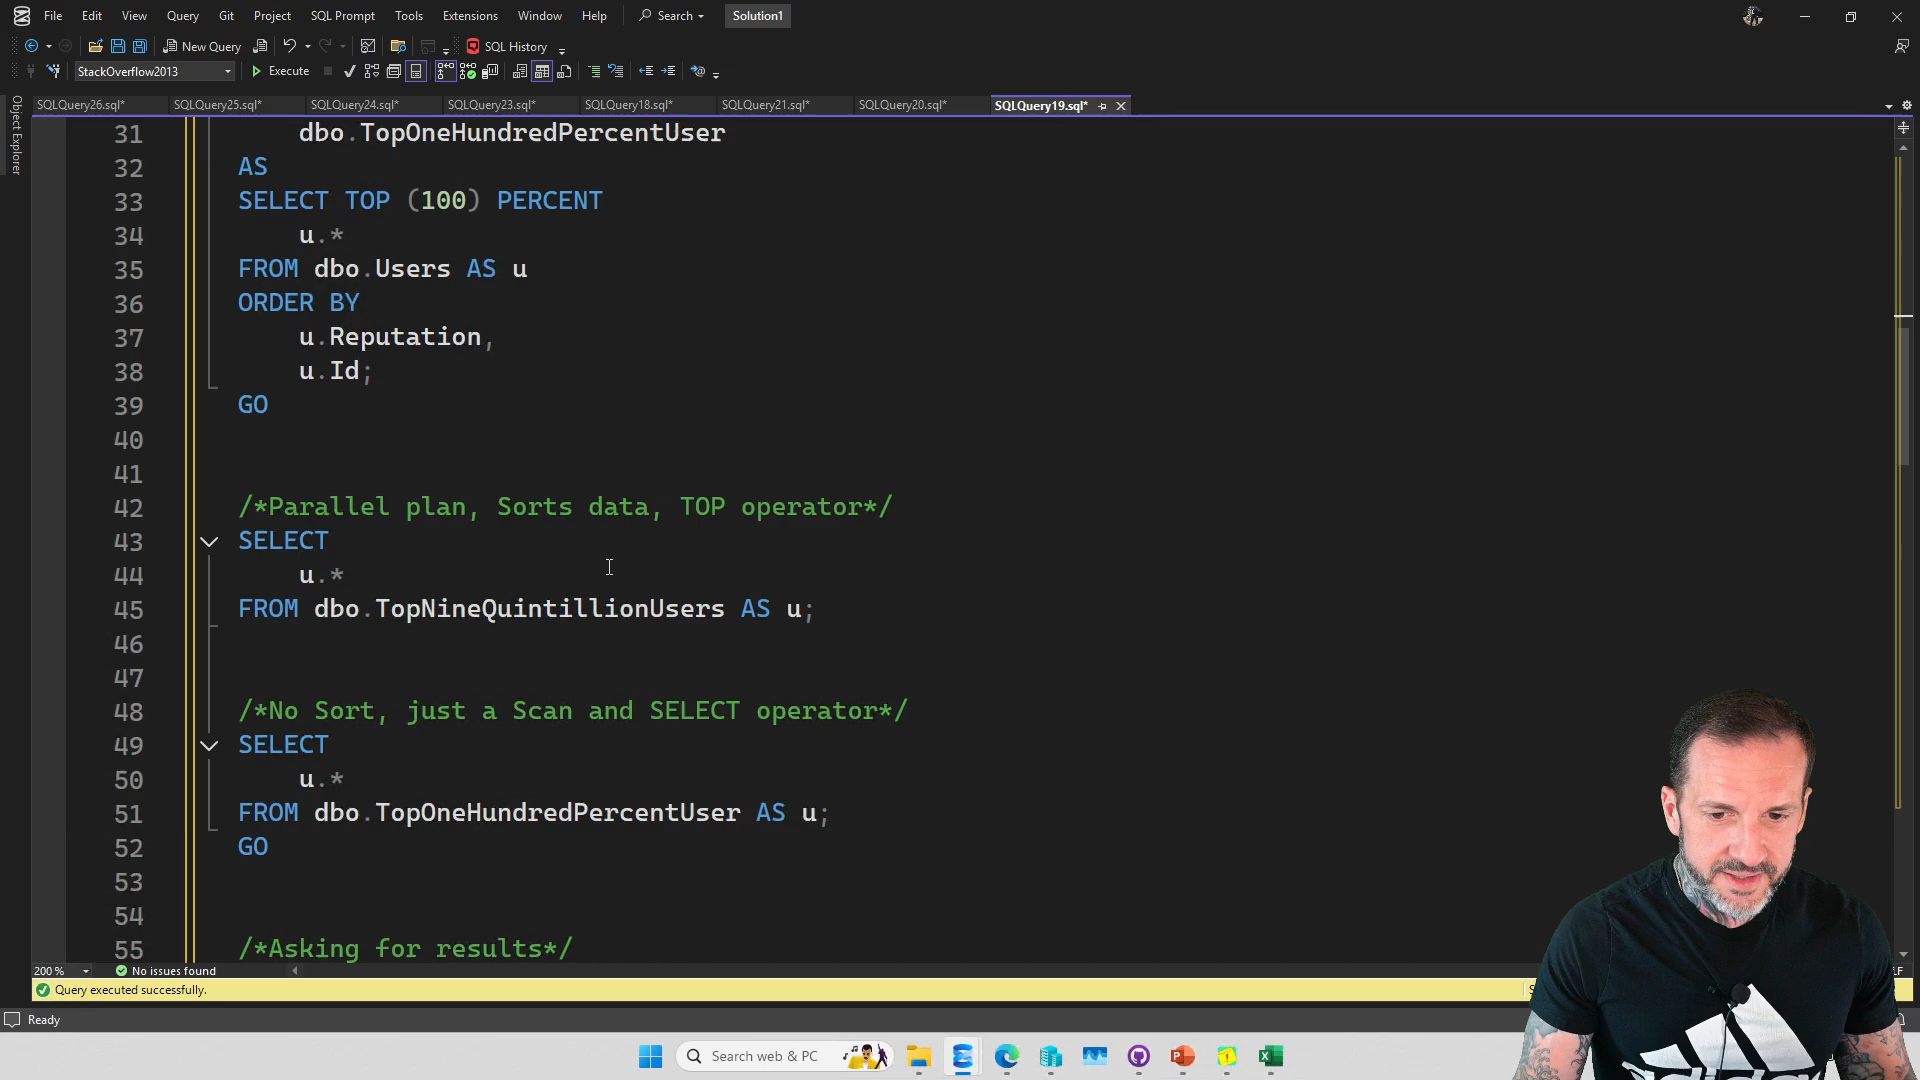 File Edit View Query Git Project SQL Prompt Tools Extensions Window Help Search Solution1
New Query SQL History
StackOverflow2013 Execute
SQLQuery26.sql* SQLQuery25.sql* SQLQuery24.sql* SQLQuery23.sql* SQLQuery18.sql* SQLQuery21.sql* SQLQuery20.sql* SQLQuery19.sql*
Object Explorer
31 dbo.TopOneHundredPercentUser
32 AS
33 SELECT TOP (100) PERCENT
34 u.*
35 FROM dbo.Users AS u
36 ORDER BY
37 u.Reputation,
38 u.Id;
39 GO
40
41
42 /*Parallel plan, Sorts data, TOP operator*/
43 SELECT
44 u.*
45 FROM dbo.TopNineQuintillionUsers AS u;
46
47
48 /*No Sort, just a Scan and SELECT operator*/
49 SELECT
50 u.*
51 FROM dbo.TopOneHundredPercentUser AS u;
52 GO
53
54
55 /*Asking for results*/
200 % No issues found
Query executed successfully.
Ready
Search web & PC